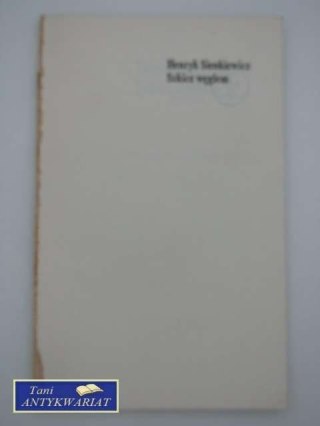 Henryk Sienkiewicz
Szkice węglem
Tani
ANTYKWARIAT